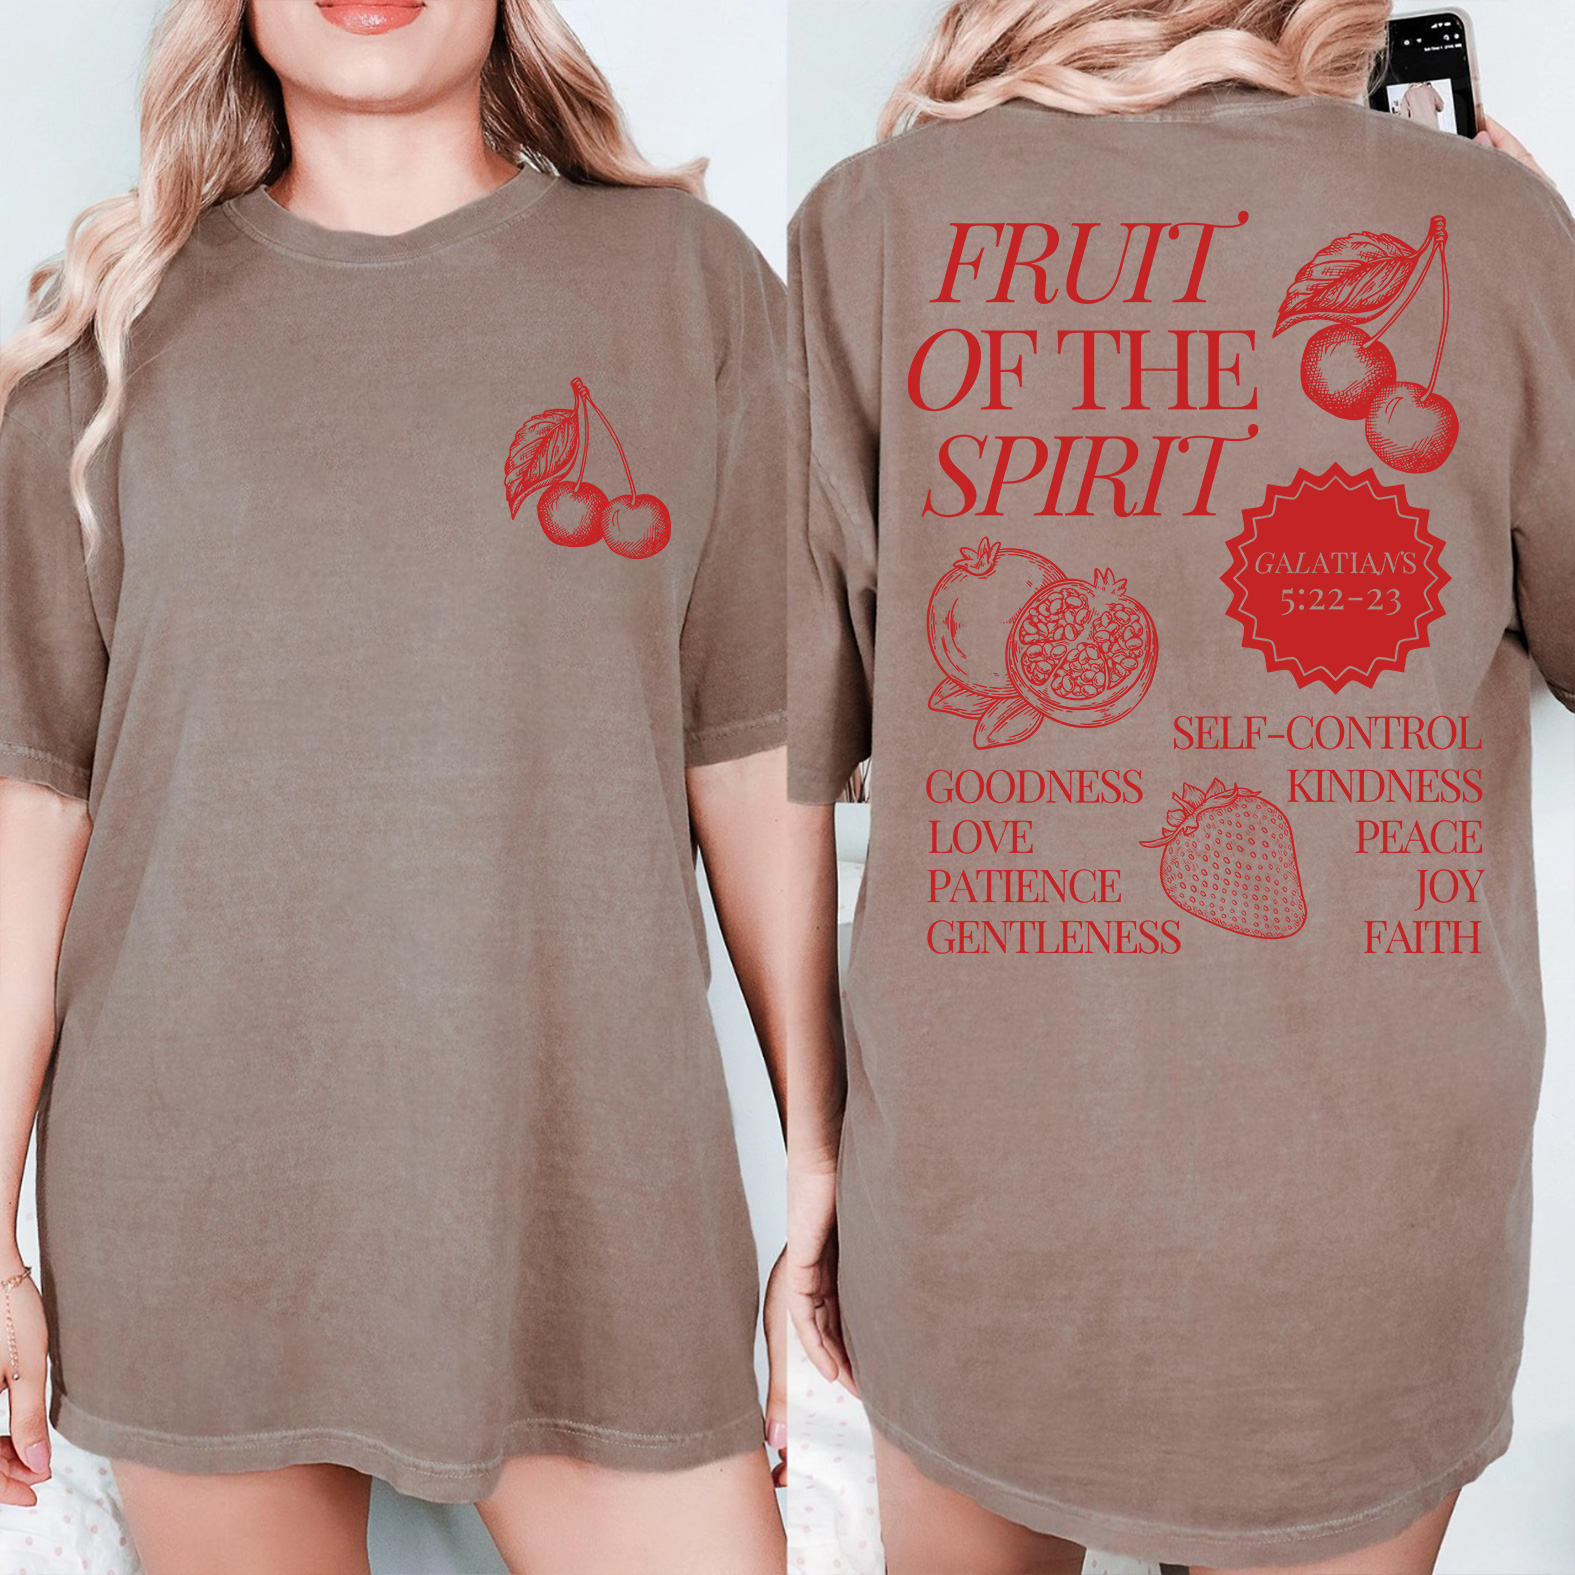 FRUIT
OF THE
SPIRIT
GALATIANS
5:22-23
SELF-CONTROL
GOODNESS KINDNESS
LOVE PEACE
PATIENCE JOY
GENTLENESS FAITH